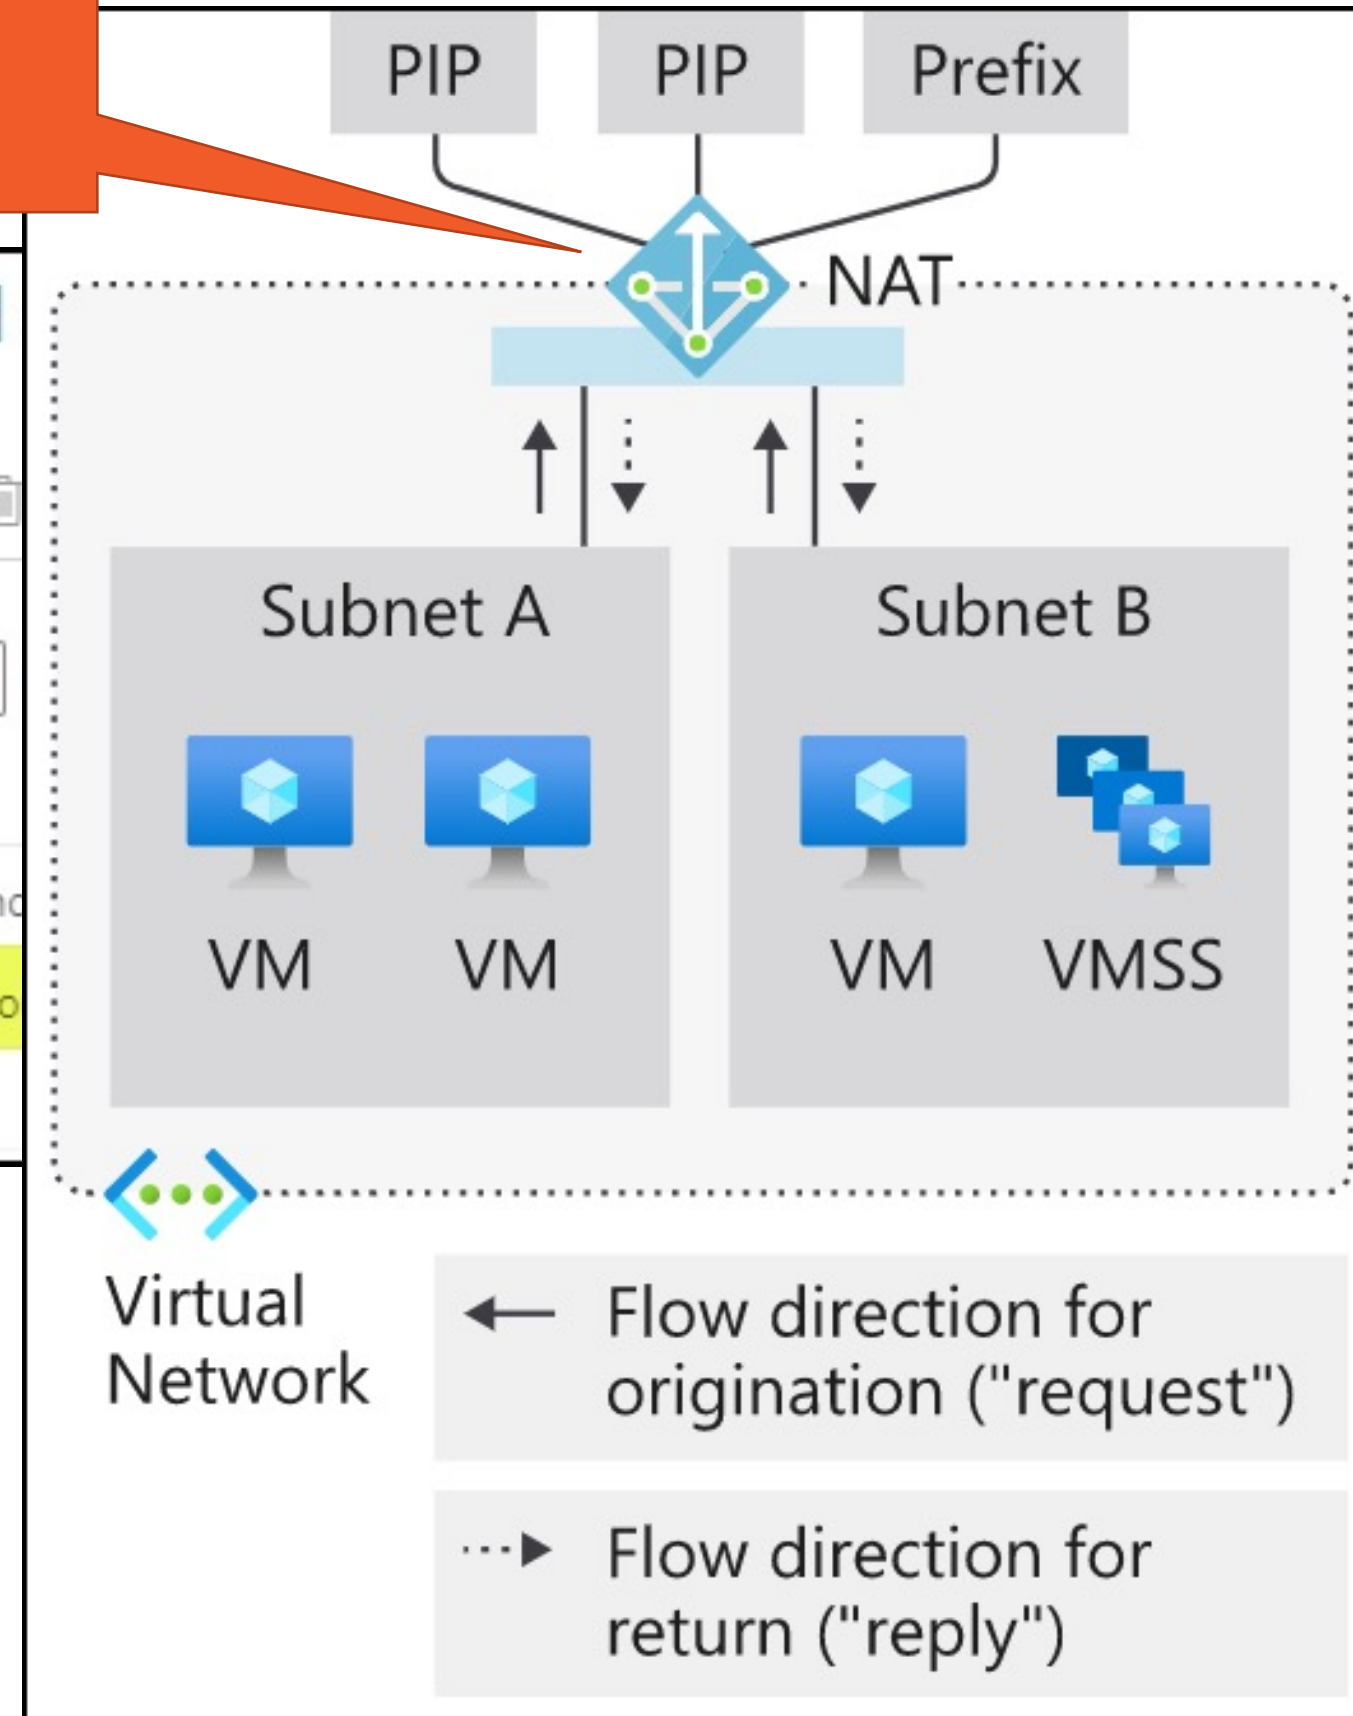 PIP
PIP
Prefix
NAT
Subnet A
Subnet B
VM
VM
VM
VMSS
Virtual
Network
Flow direction for
origination ("request")
Flow direction for
return ("reply")